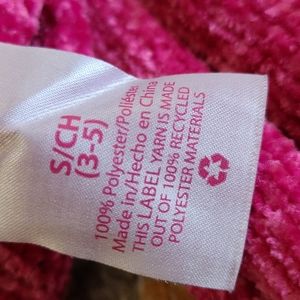 S/CH
(3-5)
100% Polyester/Poliéster
Made in/Hecho en China
THIS LABEL YARN IS MADE
OUT OF 100% RECYCLED
POLYESTER MATERIALS